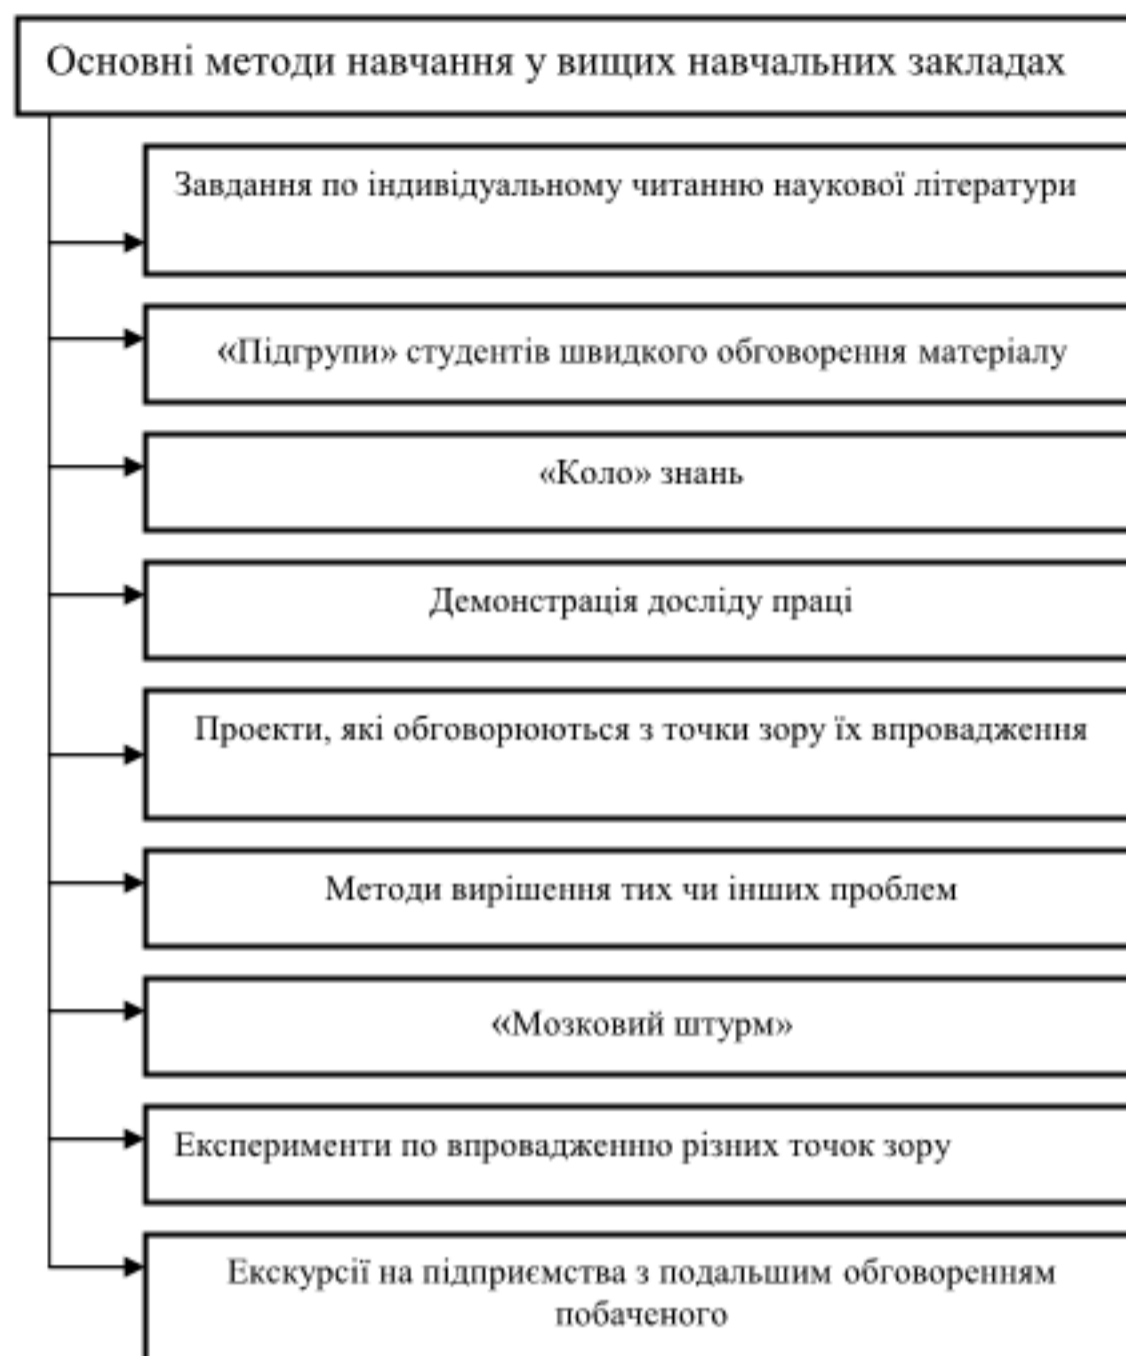 Основні методи навчання у вищих навчальних закладах
Завдання по індивідуальному читанню наукової літератури
«Підгрупи» студентів швидкого обговорення матеріалу
«Коло» знань
Демонстрація досліду праці
Проекти, які обговорюються з точки зору їх впровадження
Методи вирішення тих чи інших проблем
«Мозковий штурм»
Експерименти по впровадженню різних точок зору
Екскурсії на підприємства з подальшим обговоренням
побаченого